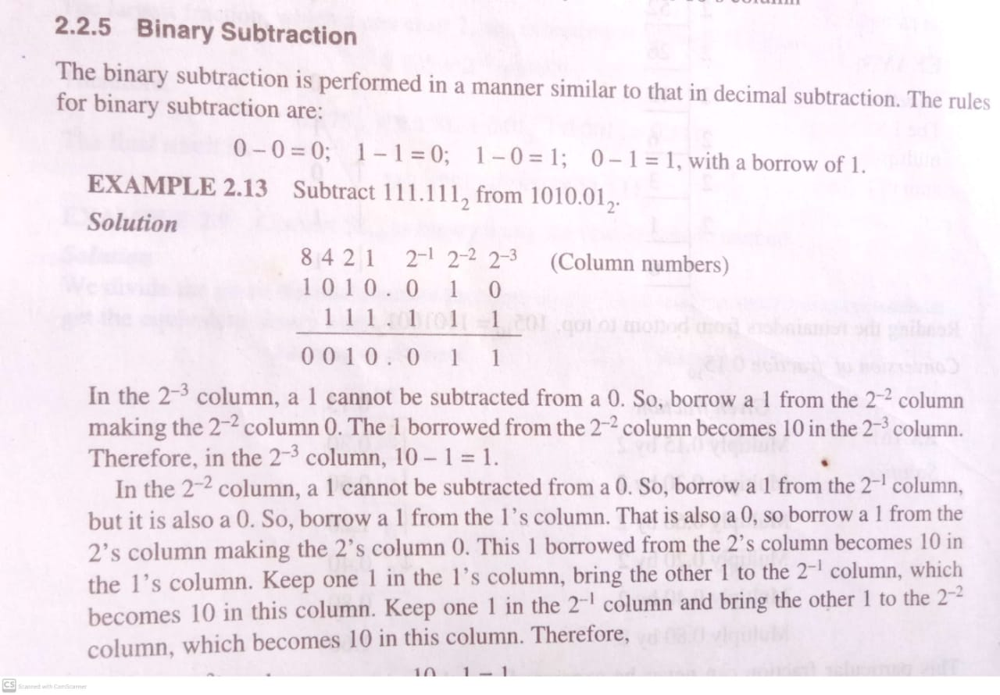 2.2.5 Binary Subtraction
The binary subtraction is performed in a manner similar to that in decimal subtraction. The rules
for binary subtraction are:
0 – 0 = 0; 1 – 1 = 0; 1 – 0 = 1; 0 – 1 = 1, with a borrow of 1.
EXAMPLE 2.13 Subtract 111.111₂ from 1010.01₂.
Solution
8 4 2 1 2⁻¹ 2⁻² 2⁻³ (Column numbers)
1 0 1 0 . 0 1 0
1 1 1 . 1 1 1
0 0 1 0 . 0 1 1
In the 2⁻³ column, a 1 cannot be subtracted from a 0. So, borrow a 1 from the 2⁻² column
making the 2⁻² column 0. The 1 borrowed from the 2⁻² column becomes 10 in the 2⁻³ column.
Therefore, in the 2⁻³ column, 10 – 1 = 1.
In the 2⁻² column, a 1 cannot be subtracted from a 0. So, borrow a 1 from the 2⁻¹ column,
but it is also a 0. So, borrow a 1 from the 1's column. That is also a 0, so borrow a 1 from the
2's column making the 2's column 0. This 1 borrowed from the 2's column becomes 10 in
the 1's column. Keep one 1 in the 1's column, bring the other 1 to the 2⁻¹ column, which
becomes 10 in this column. Keep one 1 in the 2⁻¹ column and bring the other 1 to the 2⁻²
column, which becomes 10 in this column. Therefore,
CS Scanned with CamScanner